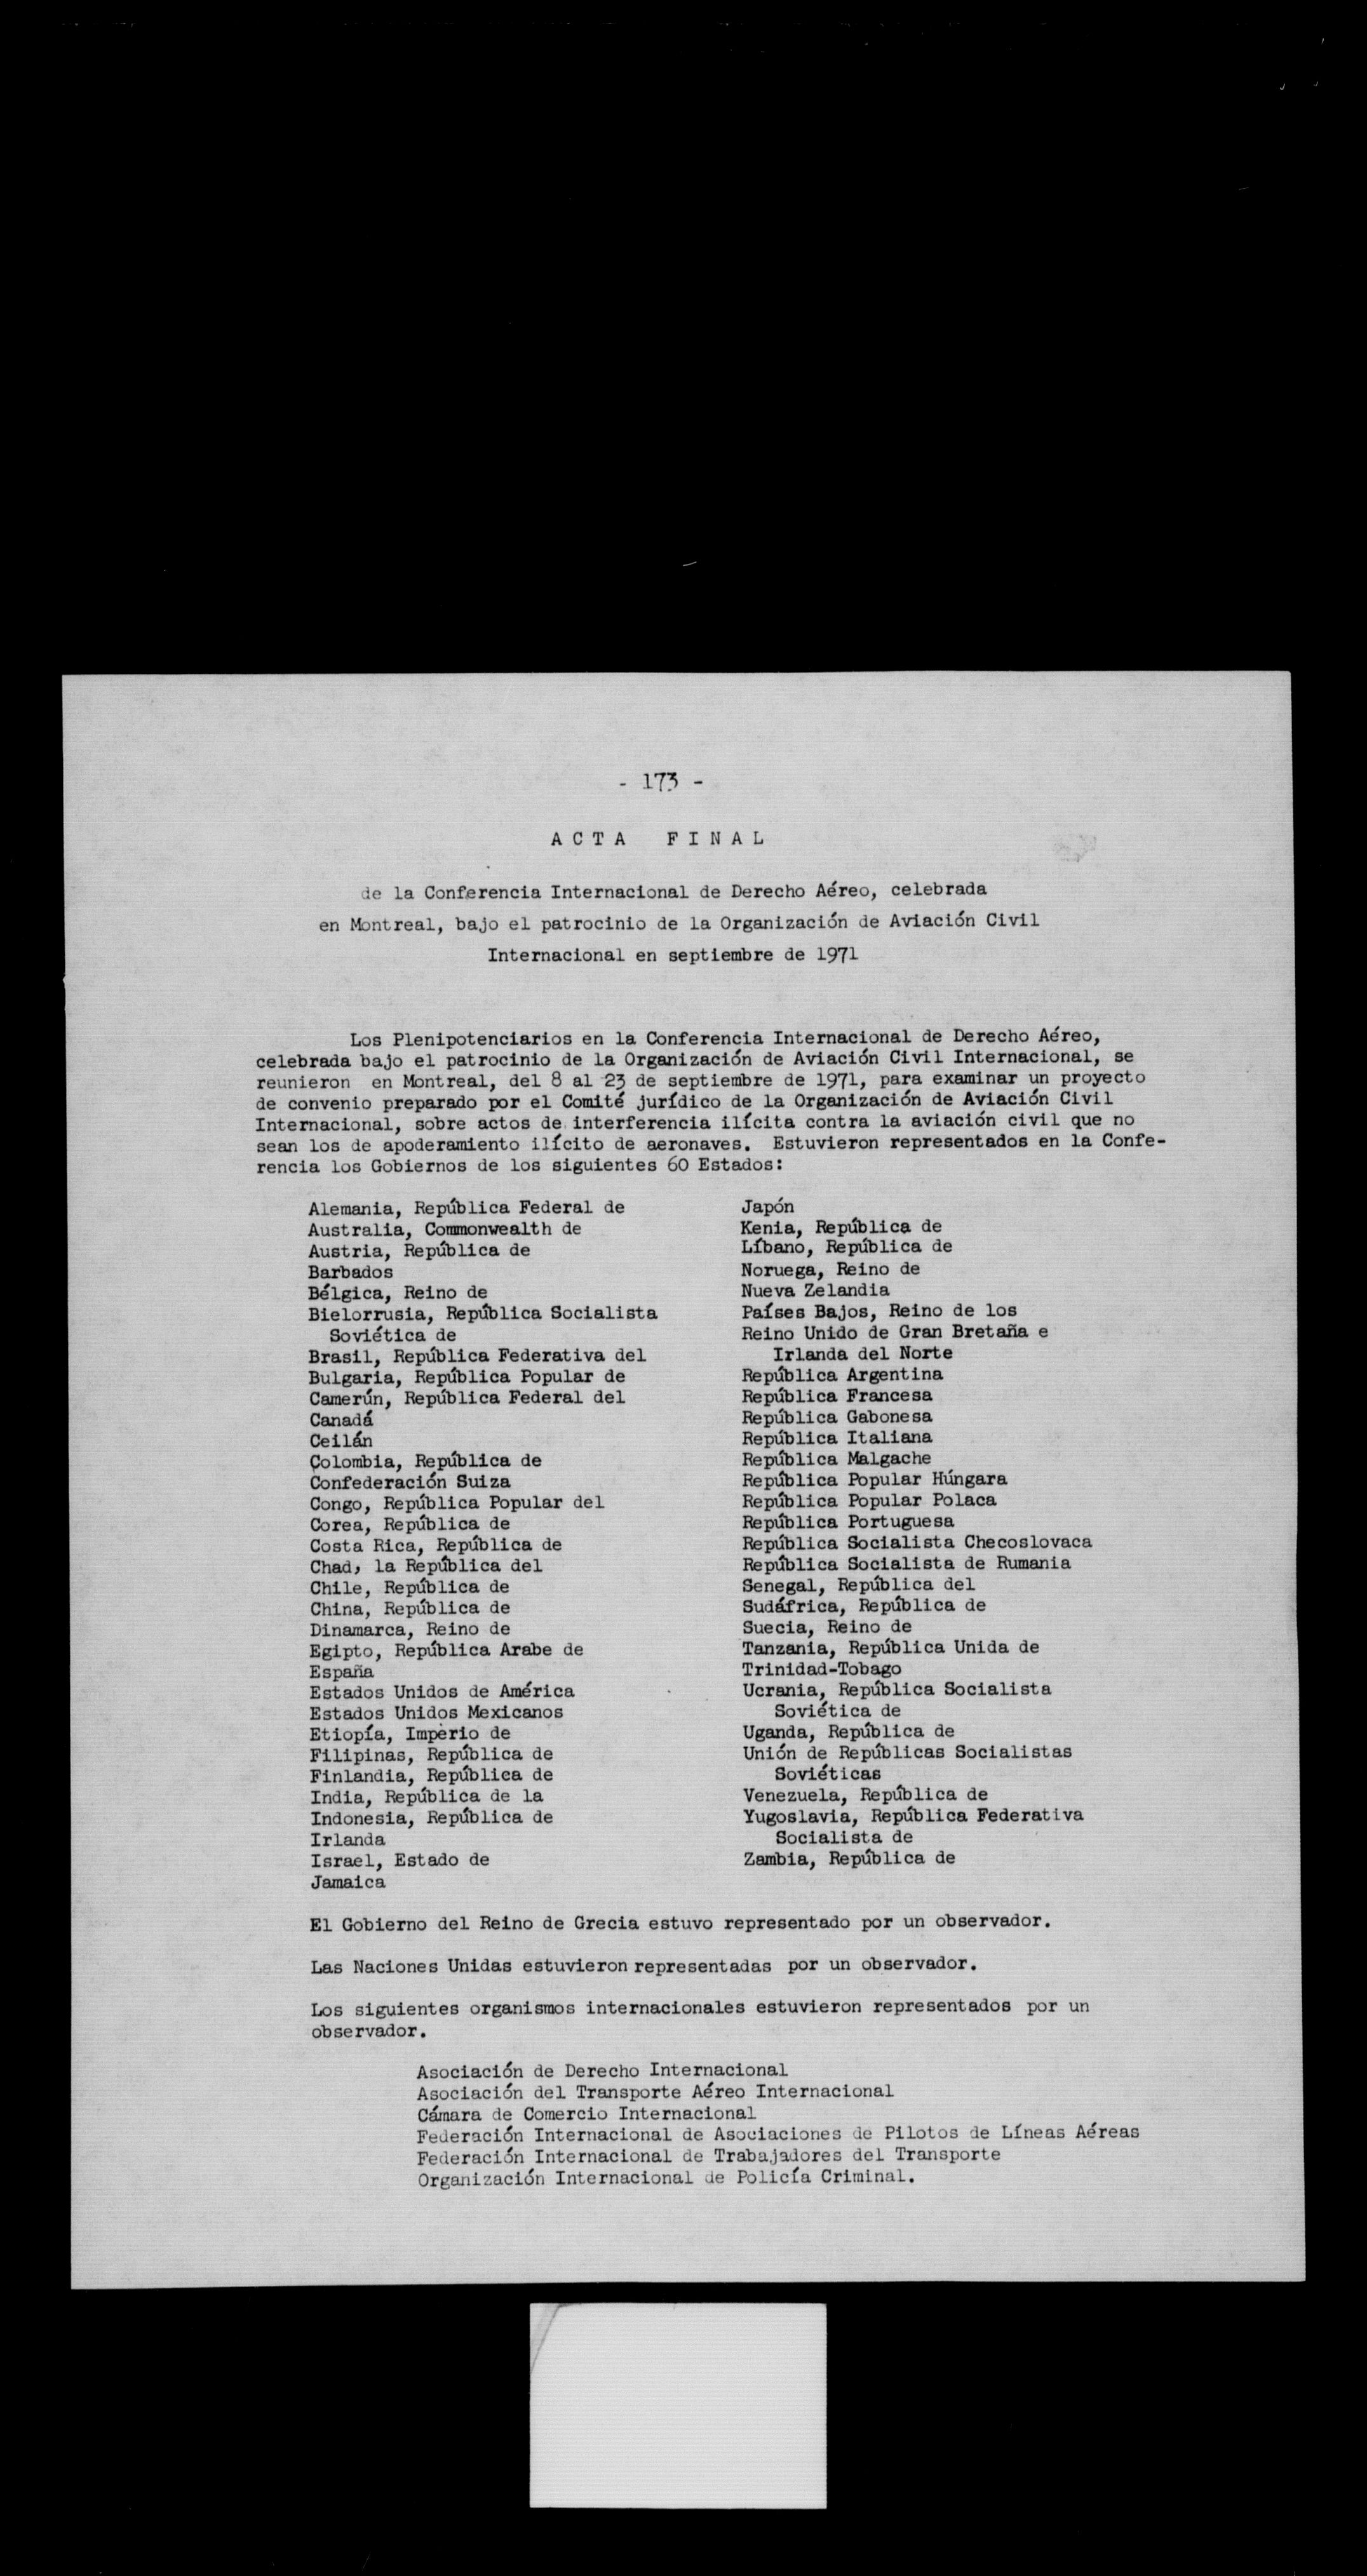 - 173 -
ACTA FINAL
de la Conferencia Internacional de Derecho Aéreo, celebrada
en Montreal, bajo el patrocinio de la Organización de Aviación Civil
Internacional en septiembre de 1971
Los Plenipotenciarios en la Conferencia Internacional de Derecho Aéreo,
celebrada bajo el patrocinio de la Organización de Aviación Civil Internacional, se
reunieron en Montreal, del 8 al 23 de septiembre de 1971, para examinar un proyecto
de convenio preparado por el Comité jurídico de la Organización de Aviación Civil
Internacional, sobre actos de interferencia ilícita contra la aviación civil que no
sean los de apoderamiento ilícito de aeronaves. Estuvieron representados en la Confe-
rencia los Gobiernos de los siguientes 60 Estados:
Alemania, República Federal de
Australia, Commonwealth de
Austria, República de
Barbados
Bélgica, Reino de
Bielorrusia, República Socialista
Soviética de
Brasil, República Federativa del
Bulgaria, República Popular de
Camerún, República Federal del
Canadá
Ceilán
Colombia, República de
Confederación Suiza
Congo, República Popular del
Corea, República de
Costa Rica, República de
Chad, la República del
Chile, República de
China, República de
Dinamarca, Reino de
Egipto, República Arabe de
España
Estados Unidos de América
Estados Unidos Mexicanos
Etiopía, Imperio de
Filipinas, República de
Finlandia, República de
India, República de la
Indonesia, República de
Irlanda
Israel, Estado de
Jamaica
Japón
Kenia, República de
Líbano, República de
Noruega, Reino de
Nueva Zelandia
Países Bajos, Reino de los
Reino Unido de Gran Bretaña e
Irlanda del Norte
República Argentina
República Francesa
República Gabonesa
República Italiana
República Malgache
República Popular Húngara
República Popular Polaca
República Portuguesa
República Socialista Checoslovaca
República Socialista de Rumania
Senegal, República del
Sudáfrica, República de
Suecia, Reino de
Tanzania, República Unida de
Trinidad-Tobago
Ucrania, República Socialista
Soviética de
Uganda, República de
Unión de Repúblicas Socialistas
Soviéticas
Venezuela, República de
Yugoslavia, República Federativa
Socialista de
Zambia, República de
El Gobierno del Reino de Grecia estuvo representado por un observador.
Las Naciones Unidas estuvieron representadas por un observador.
Los siguientes organismos internacionales estuvieron representados por un
observador.
Asociación de Derecho Internacional
Asociación del Transporte Aéreo Internacional
Cámara de Comercio Internacional
Federación Internacional de Asociaciones de Pilotos de Líneas Aéreas
Federación Internacional de Trabajadores del Transporte
Organización Internacional de Policía Criminal.